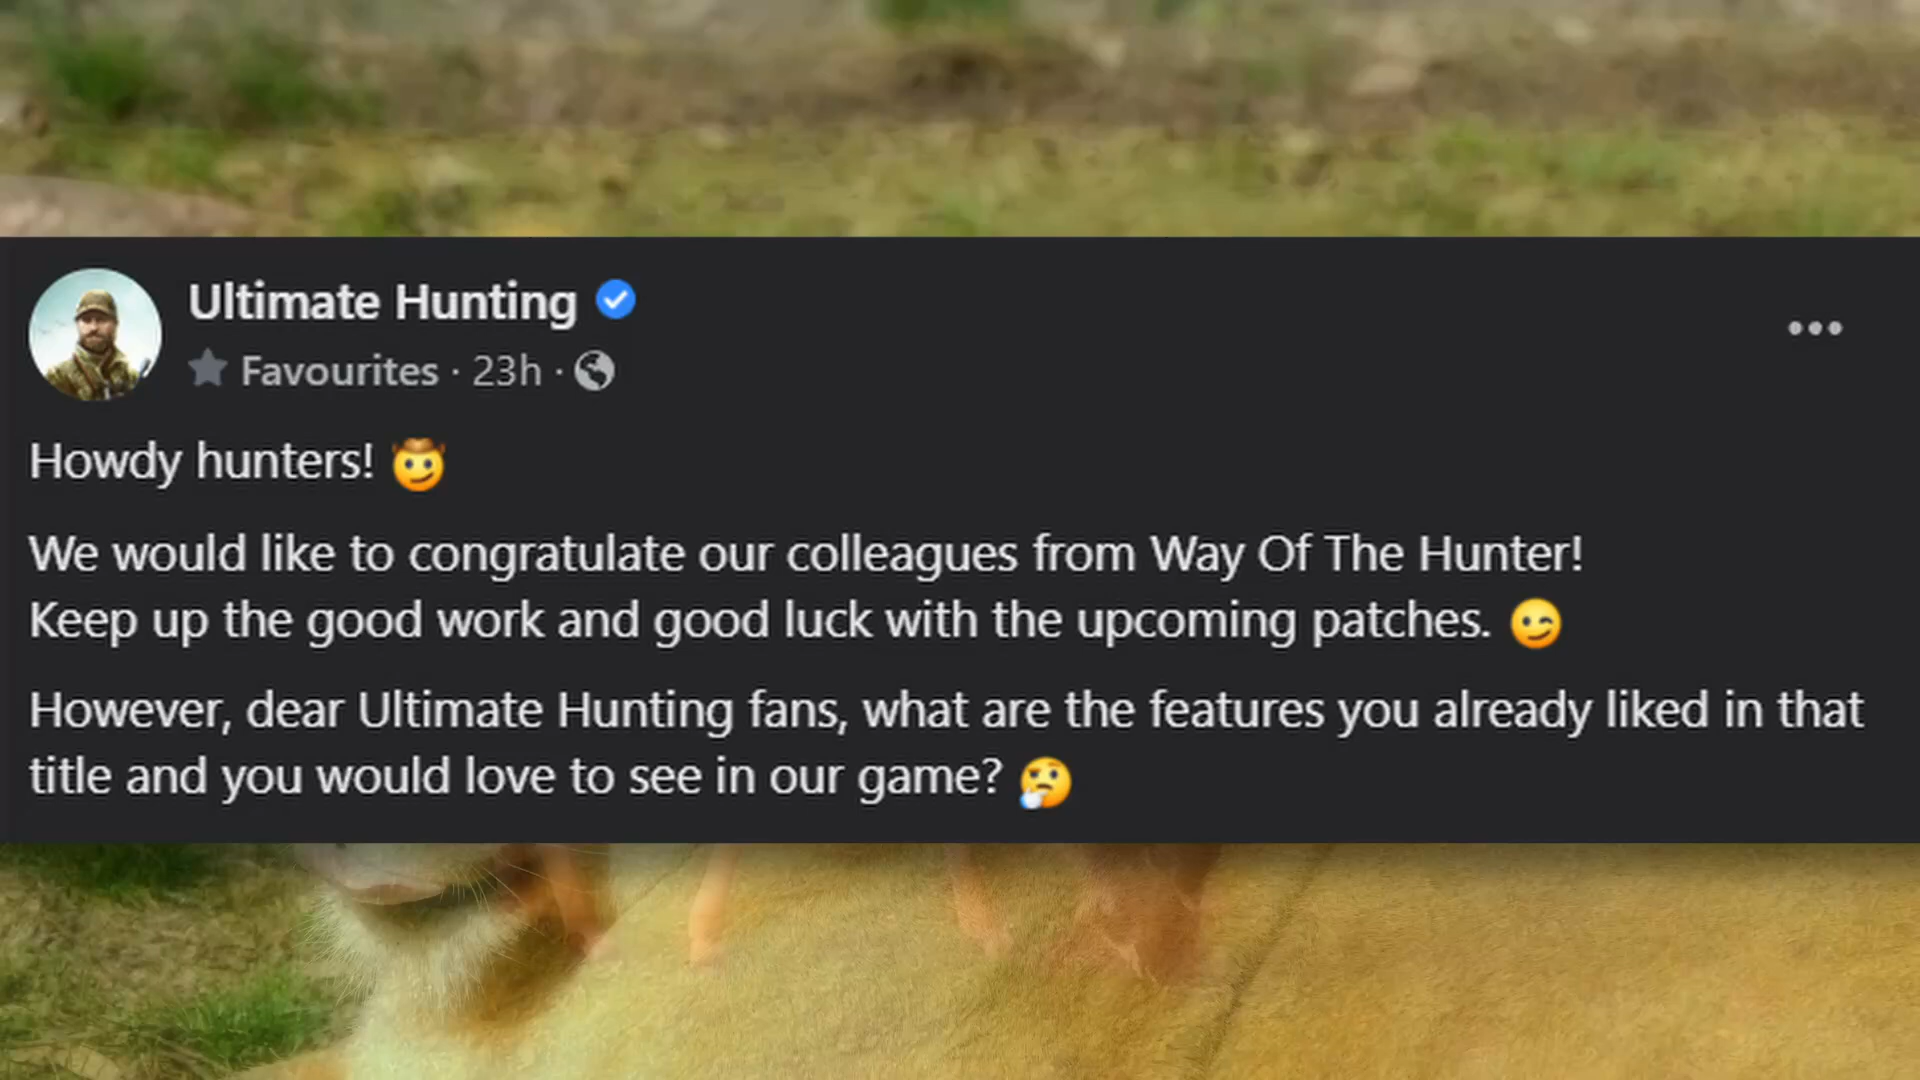 Ultimate Hunting
Favourites · 23h ·
Howdy hunters! 🤠
We would like to congratulate our colleagues from Way Of The Hunter!
Keep up the good work and good luck with the upcoming patches. 😉
However, dear Ultimate Hunting fans, what are the features you already liked in that
title and you would love to see in our game? 🤔